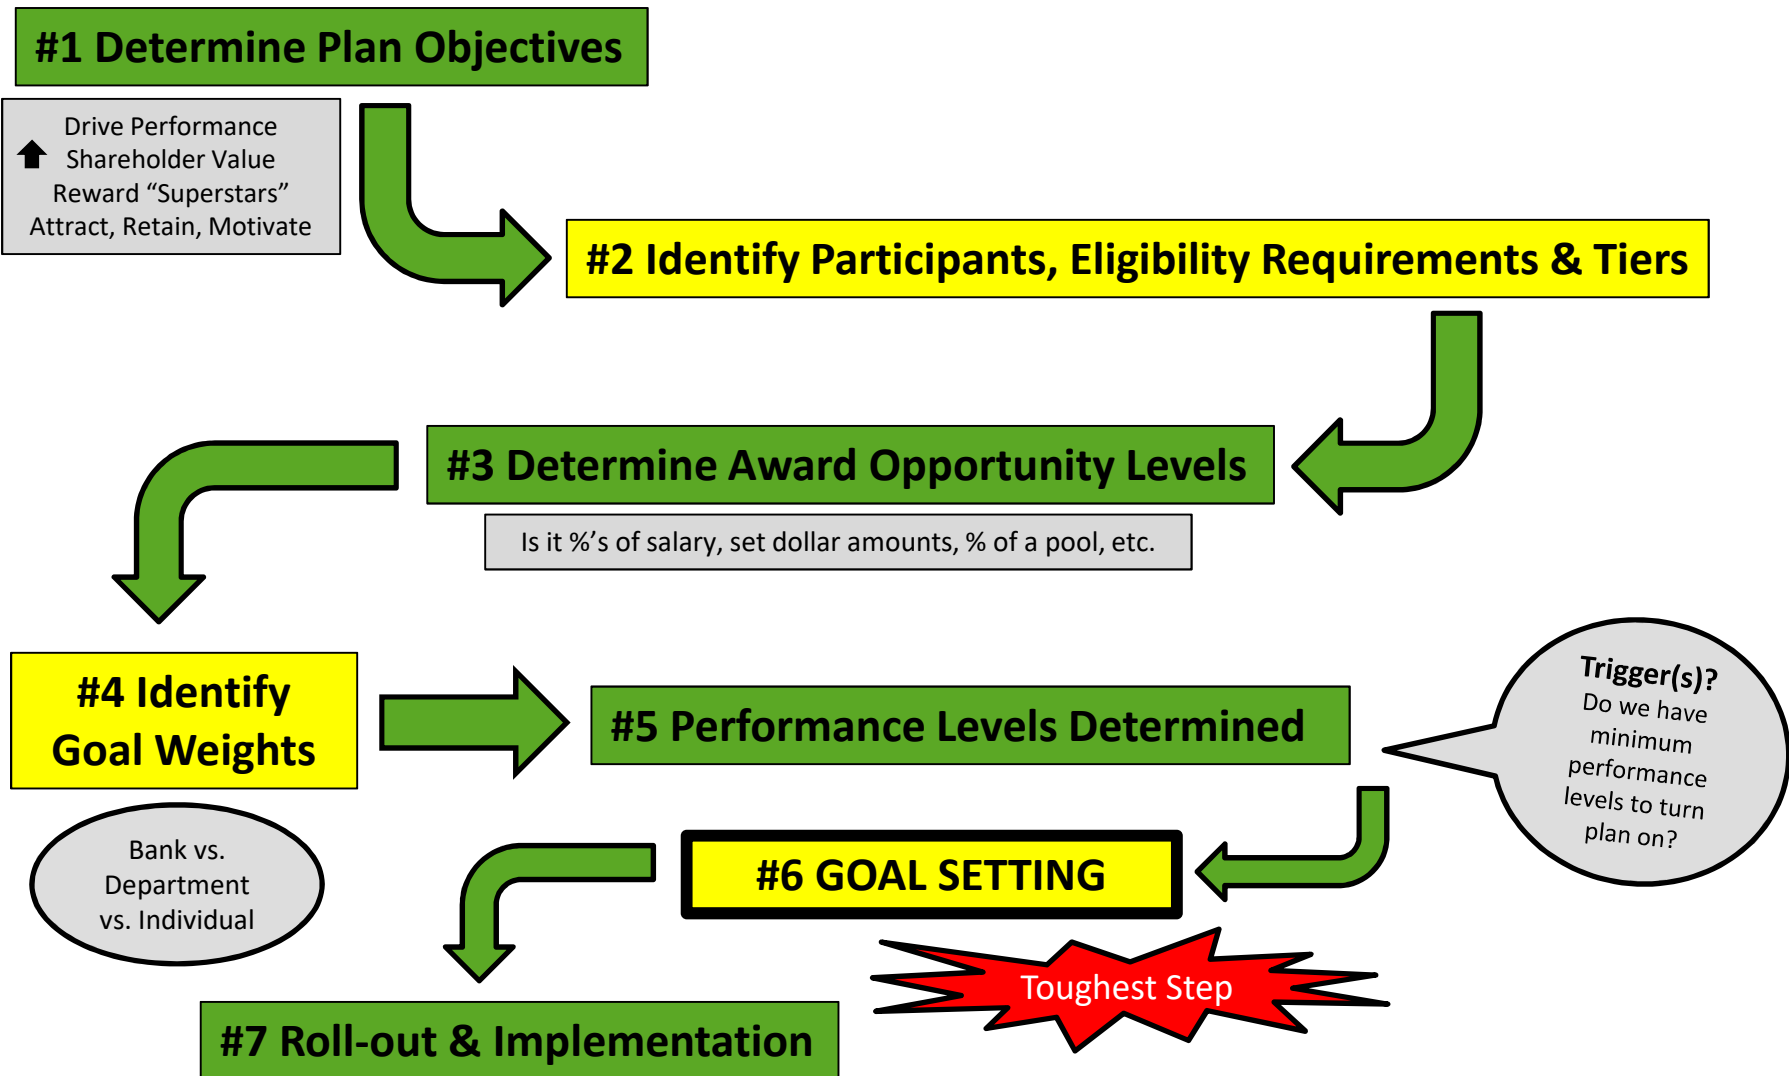 #1 Determine Plan Objectives
Drive Performance
Shareholder Value
Reward “Superstars”
Attract, Retain, Motivate
#2 Identify Participants, Eligibility Requirements & Tiers
#3 Determine Award Opportunity Levels
Is it %’s of salary, set dollar amounts, % of a pool, etc.
#4 Identify
Goal Weights
Bank vs.
Department
vs. Individual
#5 Performance Levels Determined
Trigger(s)?
Do we have
minimum
performance
levels to turn
plan on?
#6 GOAL SETTING
Toughest Step
#7 Roll-out & Implementation